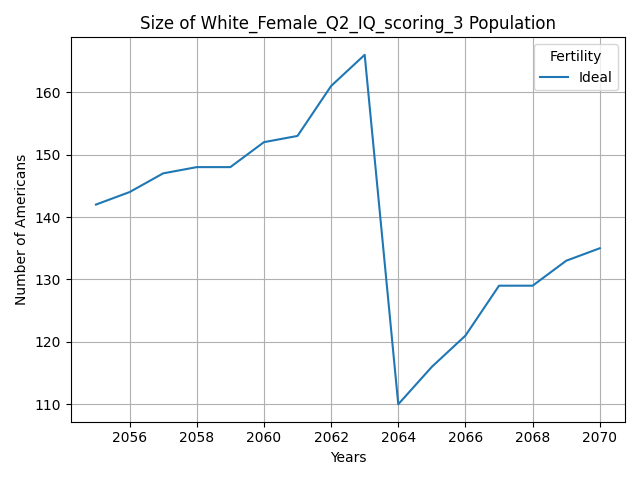 Size of White_Female_Q2_IQ_scoring_3 Population
Fertility
Ideal
Number of Americans
160
150
140
130
120
110
2056 2058 2060 2062 2064 2066 2068 2070
Years